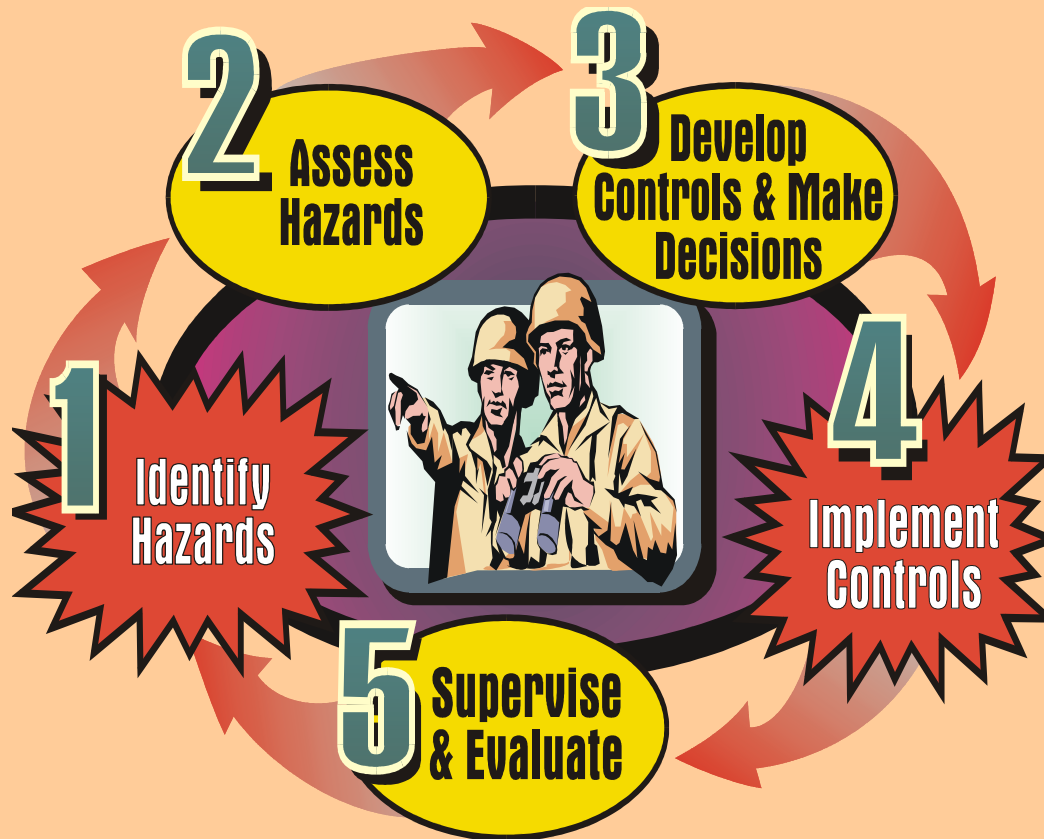 1
Identify
Hazards
2
Assess
Hazards
3
Develop
Controls & Make
Decisions
4
Implement
Controls
5
Supervise
& Evaluate